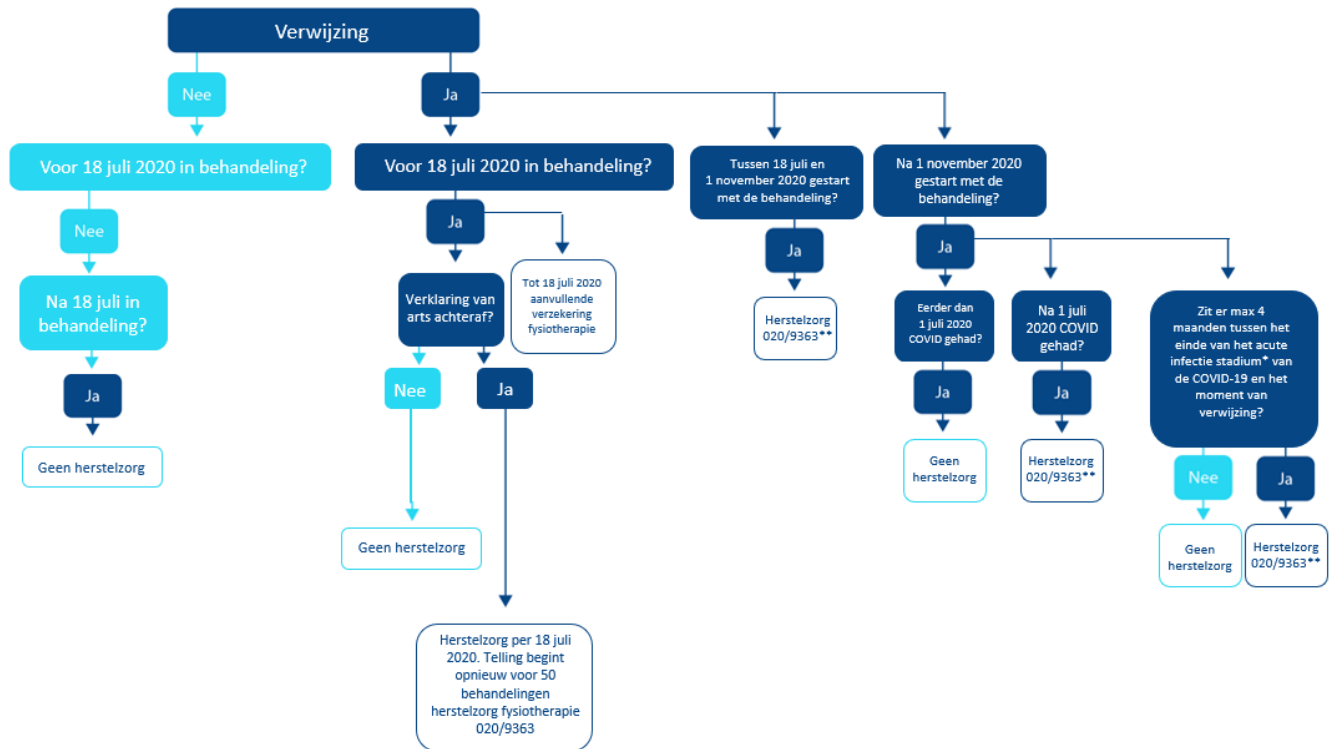 Verwijzing
Nee
Ja
Voor 18 juli 2020 in behandeling?
Voor 18 juli 2020 in behandeling?
Tussen 18 juli en
1 november 2020 gestart
met de behandeling?
Na 1 november 2020
gestart met de
behandeling?
Nee
Ja
Ja
Ja
Na 18 juli in
behandeling?
Verklaring van
arts achteraf?
Tot 18 juli 2020
aanvullende
verzekering
fysiotherapie
Herstelzorg
020/9363**
Eerder dan
1 juli 2020
COVID gehad?
Na 1 juli
2020 COVID
gehad?
Zit er max 4
maanden tussen het
einde van het acute
infectie stadium* van
de COVID-19 en het
moment van
verwijzing?
Ja
Nee
Ja
Ja
Ja
Geen herstelzorg
Geen
herstelzorg
Herstelzorg
020/9363**
Nee
Ja
Geen herstelzorg
Geen
herstelzorg
Herstelzorg
020/9363**
Herstelzorg per 18 juli
2020. Telling begint
opnieuw voor 50
behandelingen
herstelzorg fysiotherapie
020/9363